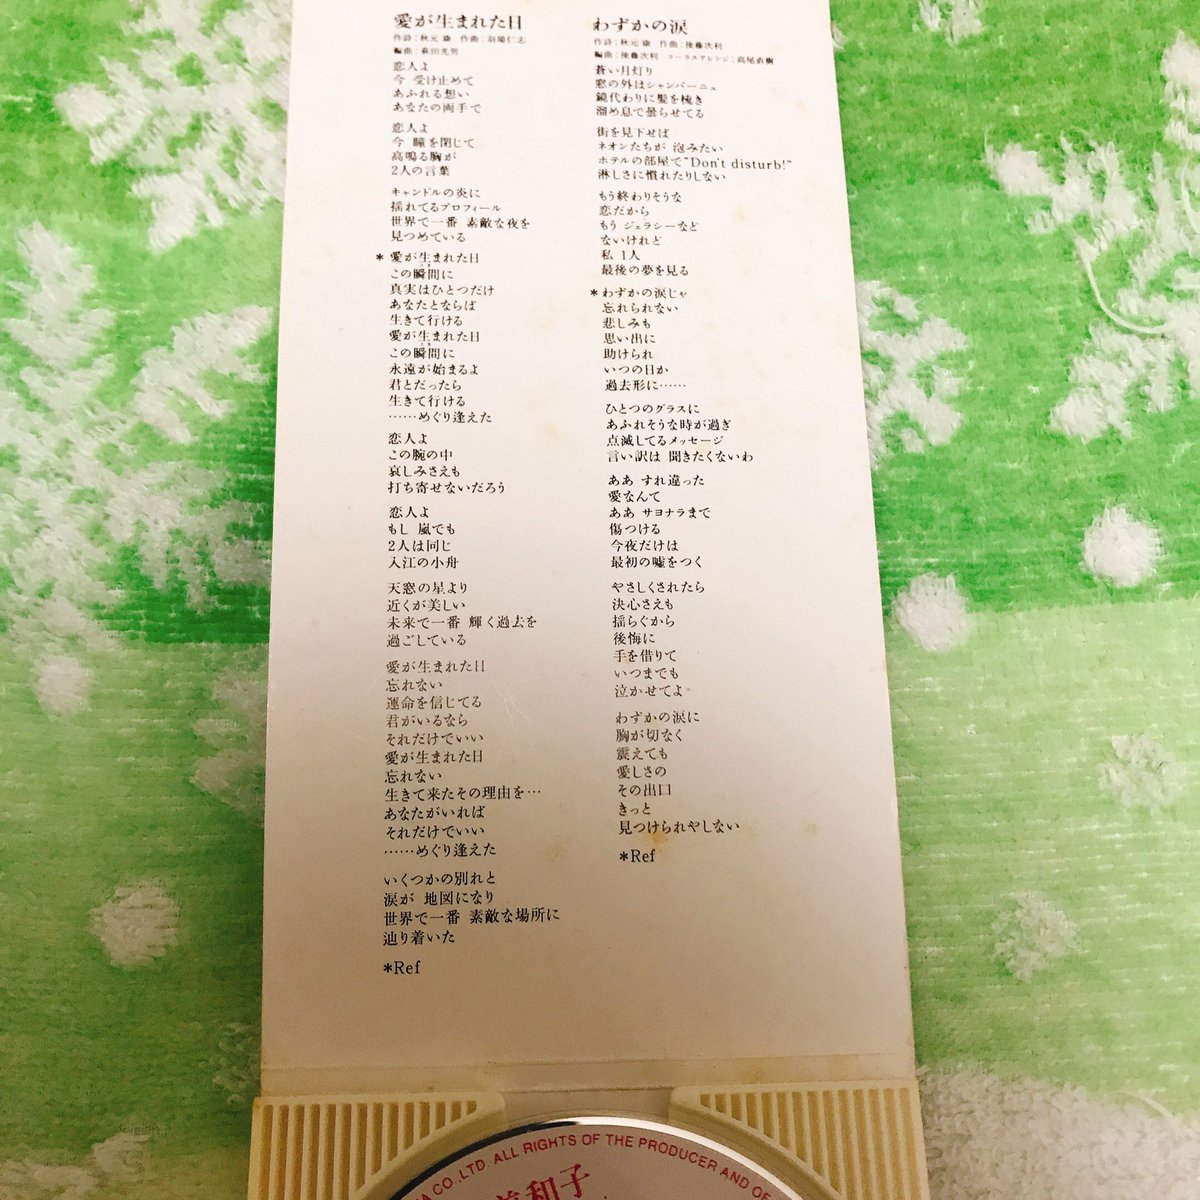 愛が生まれた日
作詩：秋元 康　作曲：羽場仁志
編曲：萩田光男
恋人よ
今 受け止めて
あふれる想い
あなたの両手で
恋人よ
今 瞳を閉じて
高鳴る胸が
2人の言葉
キャンドルの炎に
揺れてるプロフィール
世界で一番 素敵な夜を
見つめている
* 愛が生まれた日
この瞬間に
真実はひとつだけ
あなたとならば
生きて行ける
愛が生まれた日
この瞬間に
永遠が始まるよ
君とだったら
生きて行ける
……めぐり逢えた
恋人よ
この腕の中
哀しみさえも
打ち寄せないだろう
恋人よ
もし 嵐でも
2人は同じ
入江の小舟
天窓の星より
近くが美しい
未来で一番 輝く過去を
過ごしている
愛が生まれた日
忘れない
運命を信じてる
君がいるなら
それだけでいい
愛が生まれた日
忘れない
生きて来たその理由を…
あなたがいれば
それだけでいい
……めぐり逢えた
いくつかの別れと
涙が 地図になり
世界で一番 素敵な場所に
辿り着いた
*Ref
わずかの涙
作詩：秋元 康　作曲：後藤次利
編曲：後藤次利　コーラスアレンジ：高尾直樹
蒼い月灯り
窓の外はシャンパーニュ
鏡代わりに髪を梳き
溜め息で曇らせてる
街を見下せば
ネオンたちが 泡みたい
ホテルの部屋で"Don't disturb!"
淋しさに慣れたりしない
もう終わりそうな
恋だから
もう ジェラシーなど
ないけれど
私 1人
最後の夢を見る
* わずかの涙じゃ
忘れられない
悲しみも
思い出に
助けられ
いつの日か
過去形に……
ひとつのグラスに
あふれそうな時が過ぎ
点滅してるメッセージ
言い訳は 聞きたくないわ
ああ すれ違った
愛なんて
ああ サヨナラまで
傷つける
今夜だけは
最初の嘘をつく
やさしくされたら
決心さえも
揺らぐから
後悔に
手を借りて
いつまでも
泣かせてよ
わずかの涙に
胸が切なく
震えても
愛しさの
その出口
きっと
見つけられやしない
*Ref
CO.,LTD. ALL RIGHTS OF THE PRODUCER AND OF
和子